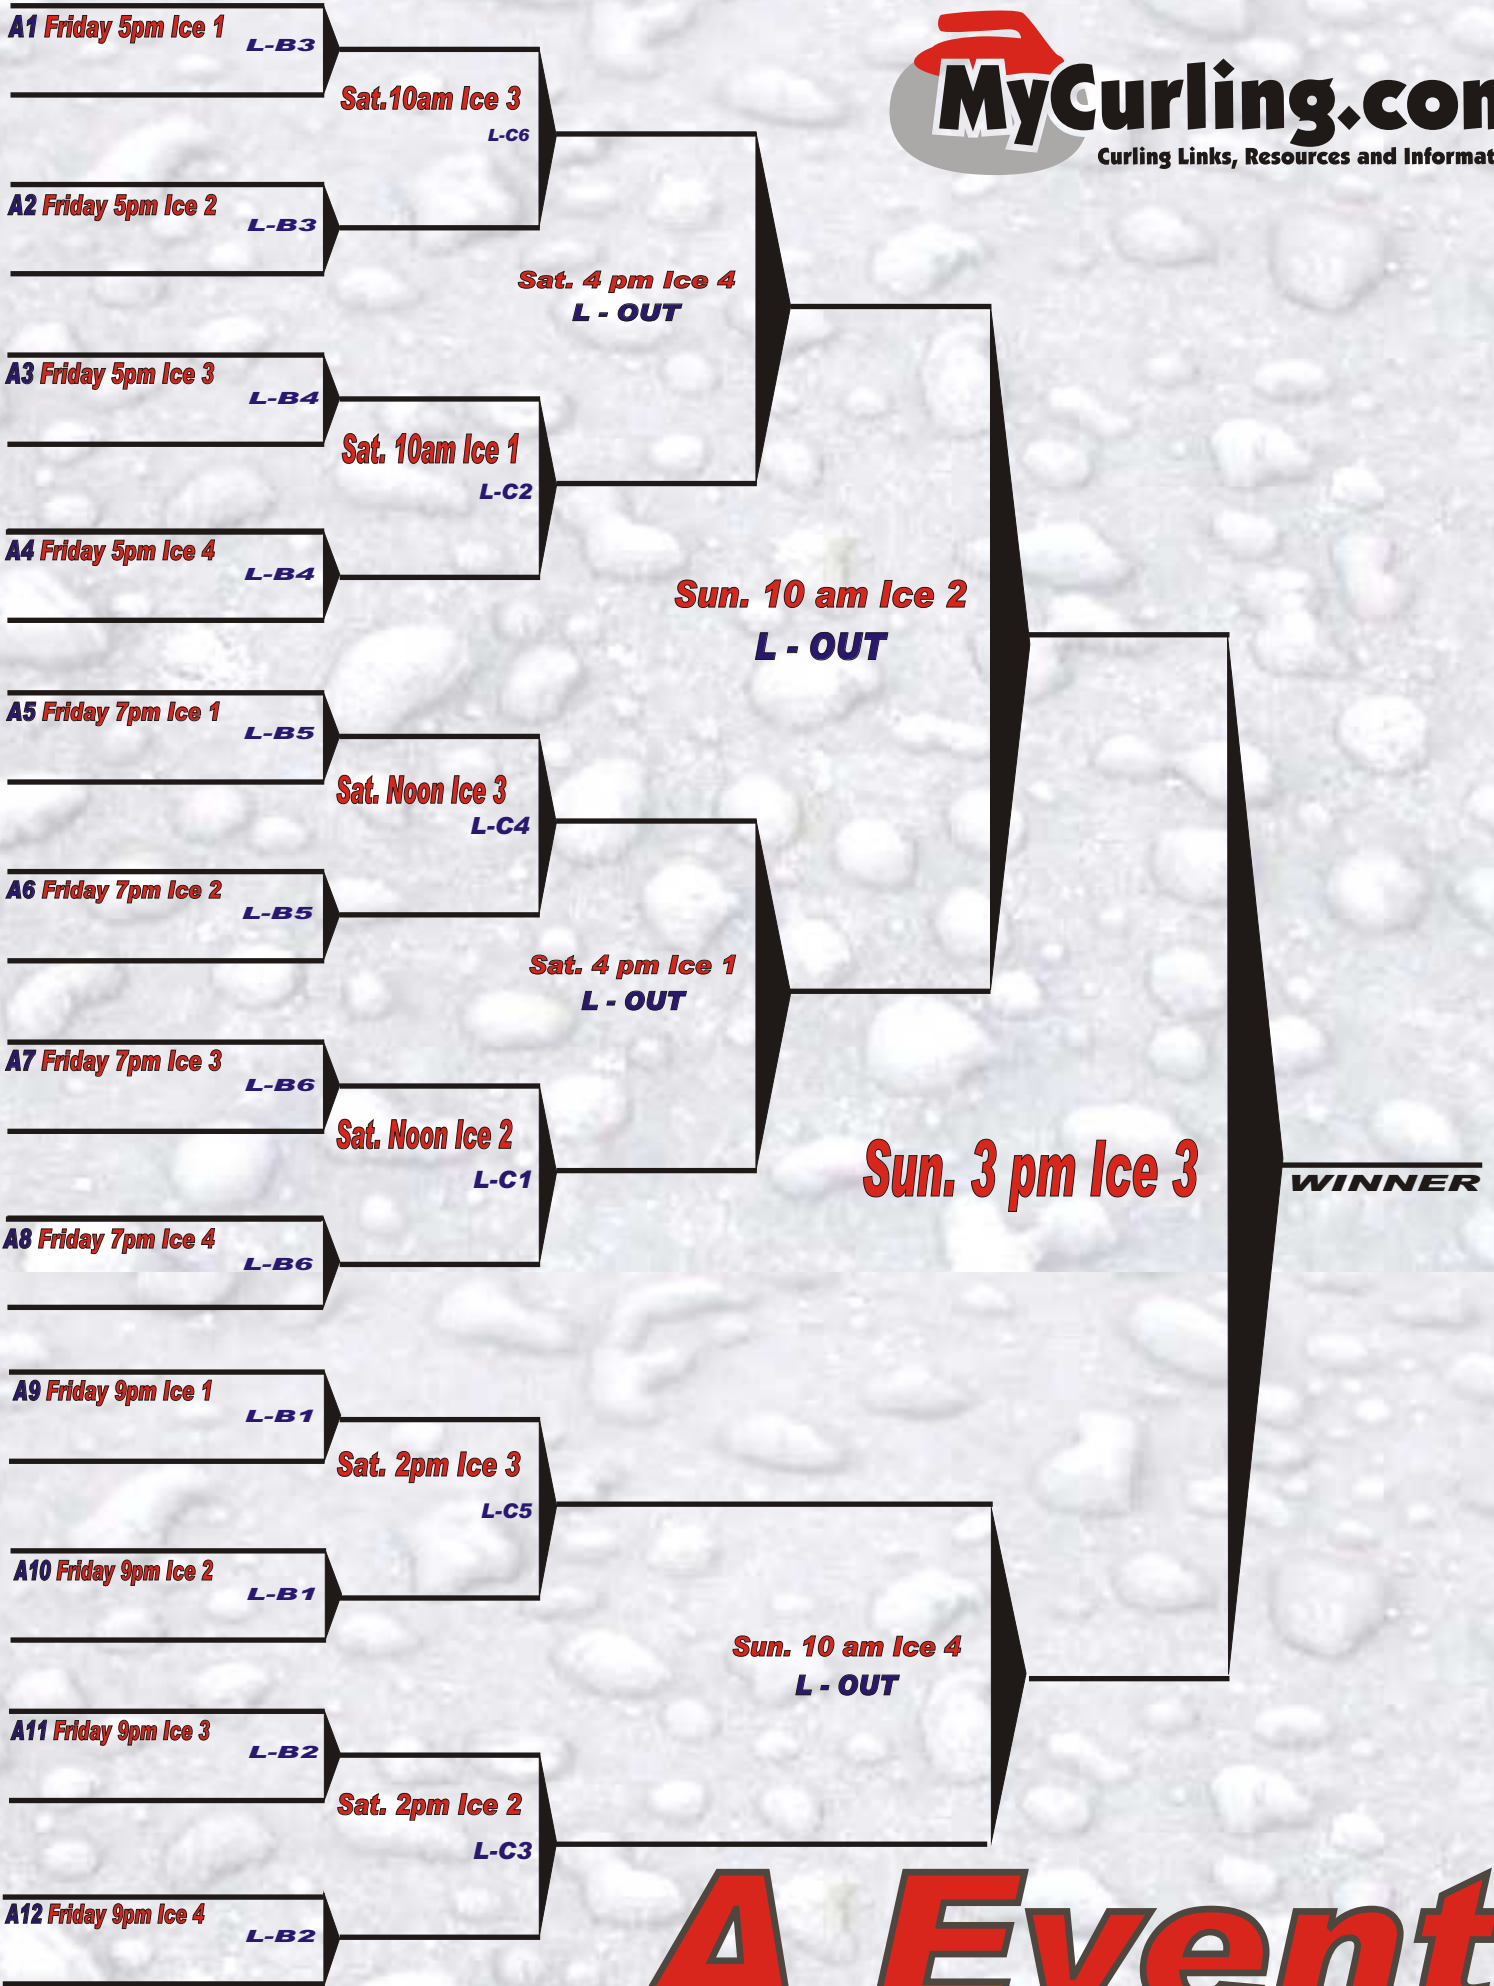 A1 Friday 5pm Ice 1
L-B3
MyCurling.com
Curling Links, Resources and Informat
Sat.10am Ice 3
L-C6
A2 Friday 5pm Ice 2
L-B3
Sat. 4 pm Ice 4
L - OUT
A3 Friday 5pm Ice 3
L-B4
Sat. 10am Ice 1
L-C2
A4 Friday 5pm Ice 4
L-B4
Sun. 10 am Ice 2
L - OUT
A5 Friday 7pm Ice 1
L-B5
Sat. Noon Ice 3
L-C4
A6 Friday 7pm Ice 2
L-B5
Sat. 4 pm Ice 1
L - OUT
A7 Friday 7pm Ice 3
L-B6
Sat. Noon Ice 2
L-C1
Sun. 3 pm Ice 3
WINNER
A8 Friday 7pm Ice 4
L-B6
A9 Friday 9pm Ice 1
L-B1
Sat. 2pm Ice 3
L-C5
A10 Friday 9pm Ice 2
L-B1
Sun. 10 am Ice 4
L - OUT
A11 Friday 9pm Ice 3
L-B2
Sat. 2pm Ice 2
L-C3
A12 Friday 9pm Ice 4
L-B2
A Event